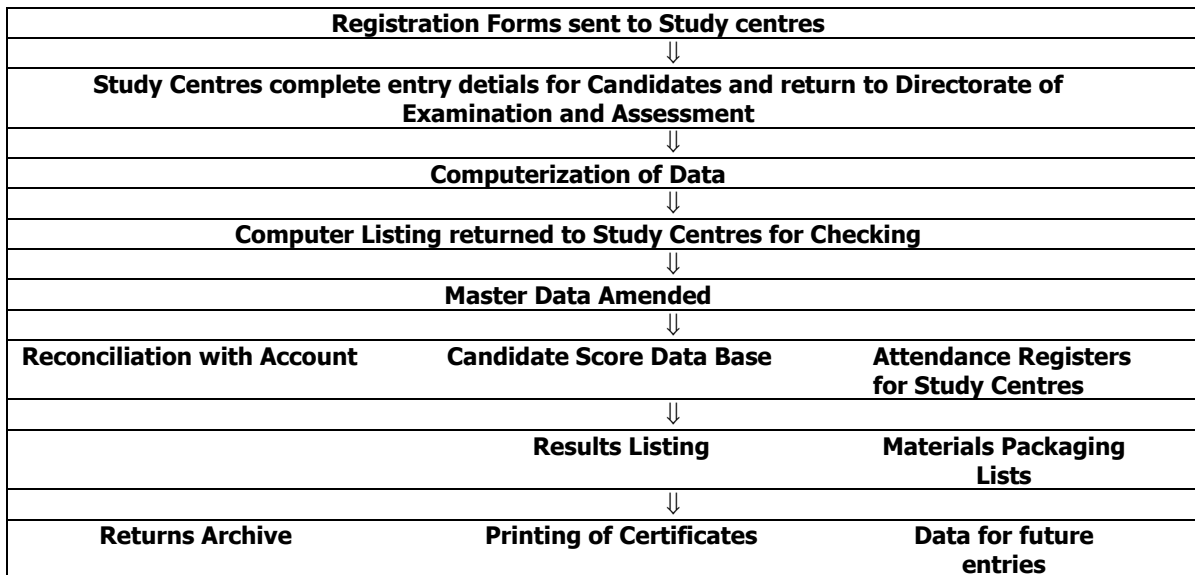 Registration Forms sent to Study centres
⇓
Study Centres complete entry detials for Candidates and return to Directorate of
Examination and Assessment
⇓
Computerization of Data
⇓
Computer Listing returned to Study Centres for Checking
⇓
Master Data Amended
⇓
Reconciliation with Account Candidate Score Data Base Attendance Registers
for Study Centres
⇓
Results Listing Materials Packaging
Lists
⇓
Returns Archive Printing of Certificates Data for future
entries